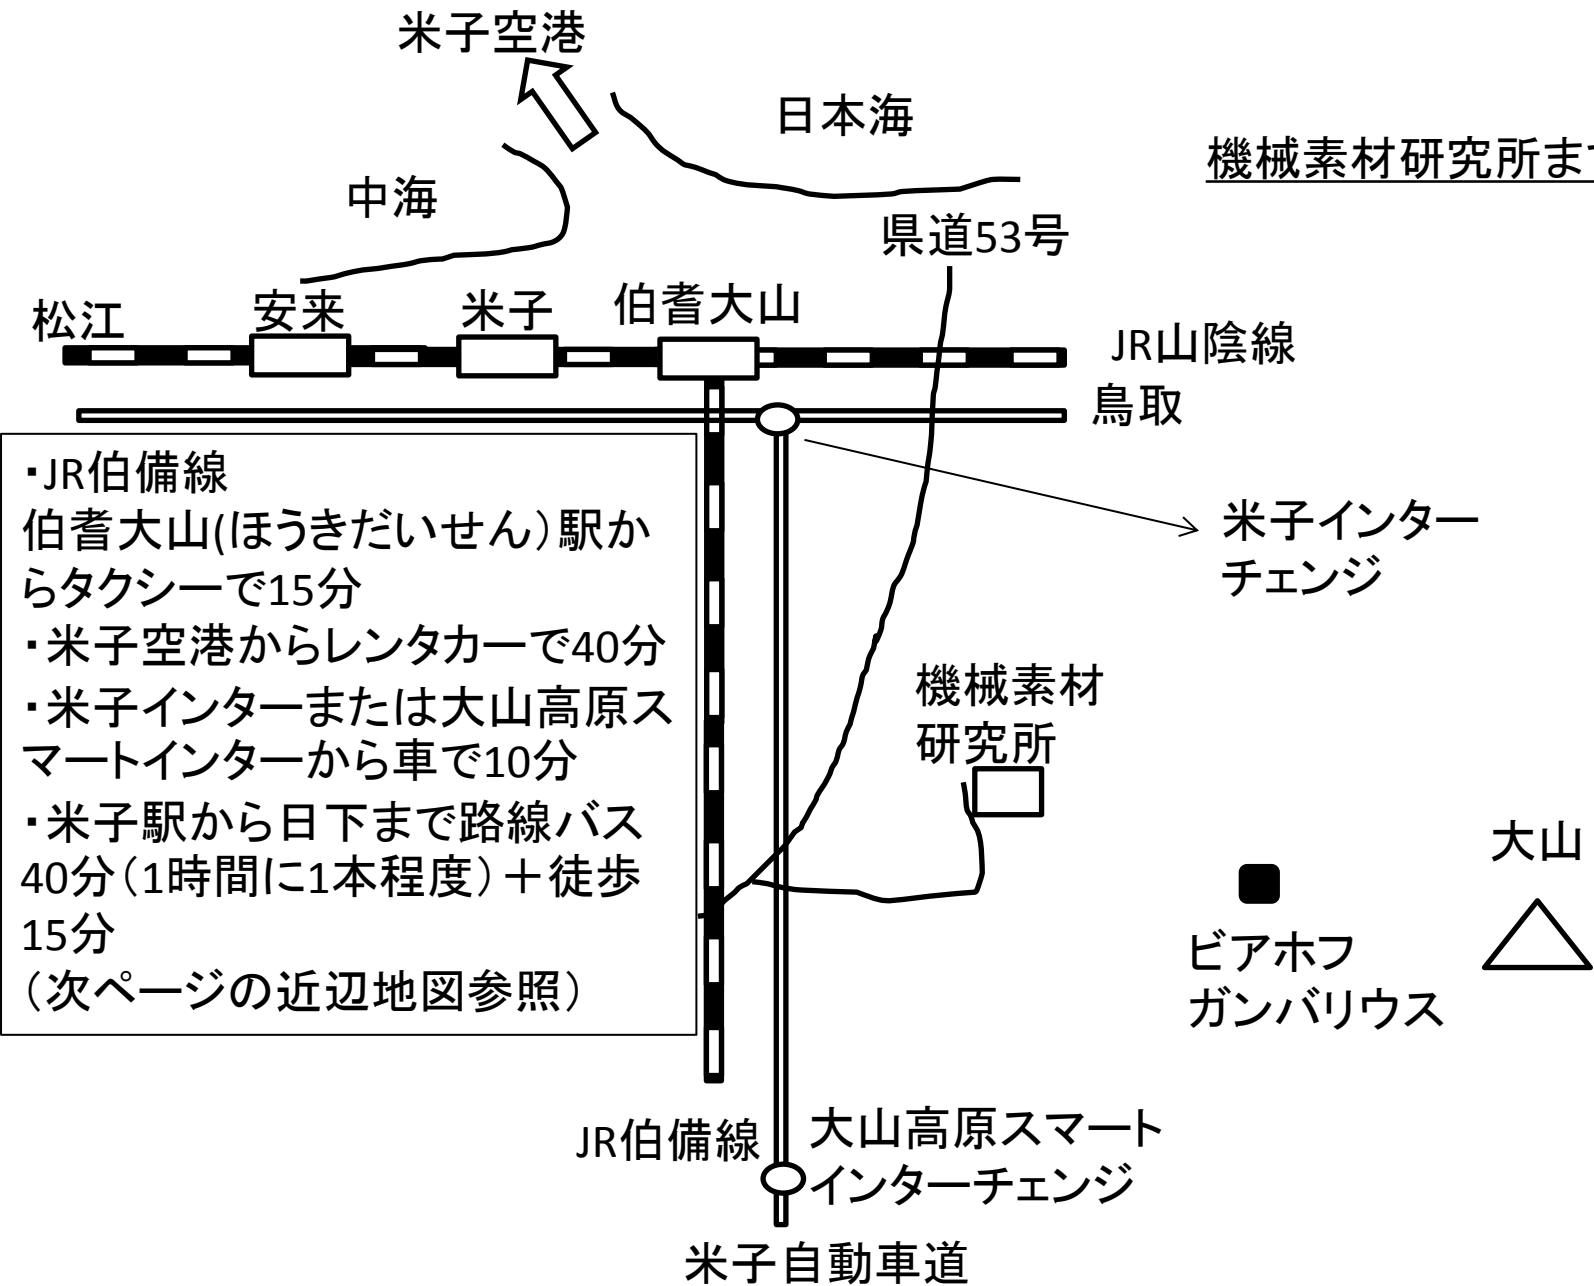 米子空港
日本海
機械素材研究所ま
中海
県道53号
松江
安来
米子
伯耆大山
JR山陰線
鳥取
・JR伯備線
伯耆大山(ほうきだいせん）駅か
らタクシーで15分
・米子空港からレンタカーで40分
・米子インターまたは大山高原ス
マートインターから車で10分
・米子駅から日下まで路線バス
40分（1時間に1本程度）＋徒歩
15分
（次ページの近辺地図参照）
米子インター
チェンジ
機械素材
研究所
大山
ビアホフ
ガンバリウス
JR伯備線
大山高原スマート
インターチェンジ
米子自動車道